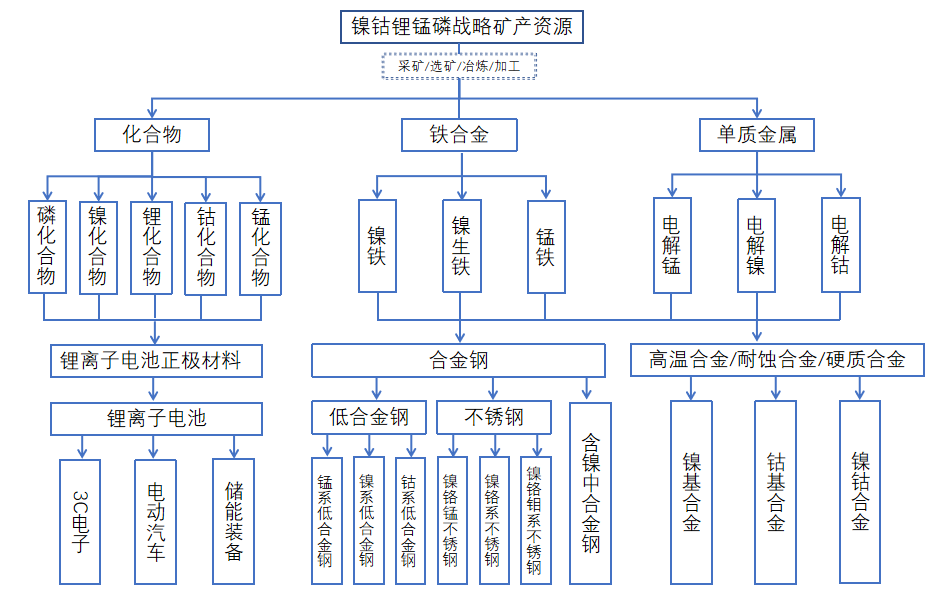 镍钴锂锰磷战略矿产资源
采矿/选矿/冶炼/加工
化合物
铁合金
单质金属
磷化合物
镍化合物
锂化合物
钴化合物
锰化合物
镍铁
镍生铁
锰铁
电解锰
电解镍
电解钴
锂离子电池正极材料
合金钢
高温合金/耐蚀合金/硬质合金
锂离子电池
低合金钢
不锈钢
含镍中合金钢
镍基合金
钴基合金
镍钴合金
3C电子
电动汽车
储能装备
锰系低合金钢
镍系低合金钢
钴系低合金钢
镍铬锰不锈钢
镍铬系不锈钢
镍铬钼系不锈钢